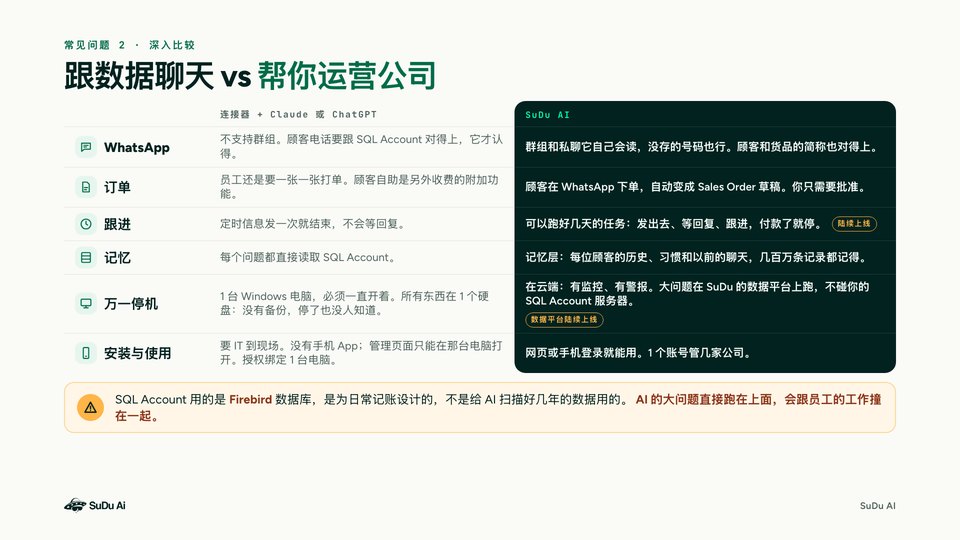 常见问题 2 · 深入比较
跟数据聊天 vs 帮你运营公司
连接器 + Claude 或 ChatGPT
SuDu AI
WhatsApp
不支持群组。顾客电话要跟 SQL Account 对得上，它才认
得。
群组和私聊它自己会读，没存的号码也行。顾客和货品的简称也对得上。
订单
员工还是要一张一张打单。顾客自助是另外收费的附加功
能。
顾客在 WhatsApp 下单，自动变成 Sales Order 草稿。你只需要批准。
跟进
定时信息发一次就结束，不会等回复。
可以跑好几天的任务：发出去、等回复、跟进，付款了就停。 陆续上线
记忆
每个问题都直接读取 SQL Account。
记忆层：每位顾客的历史、习惯和以前的聊天，几百万条记录都记得。
万一停机
1 台 Windows 电脑，必须一直开着。所有东西在 1 个硬
盘：没有备份，停了也没人知道。
在云端：有监控、有警报。大问题在 SuDu 的数据平台上跑，不碰你的
SQL Account 服务器。
数据平台陆续上线
安装与使用
要 IT 到现场。没有手机 App；管理页面只能在那台电脑打
开。授权绑定 1 台电脑。
网页或手机登录就能用。1 个账号管几家公司。
SQL Account 用的是 Firebird 数据库，是为日常记账设计的，不是给 AI 扫描好几年的数据用的。 AI 的大问题直接跑在上面，会跟员工的工作撞
在一起。
SuDu Ai
SuDu AI